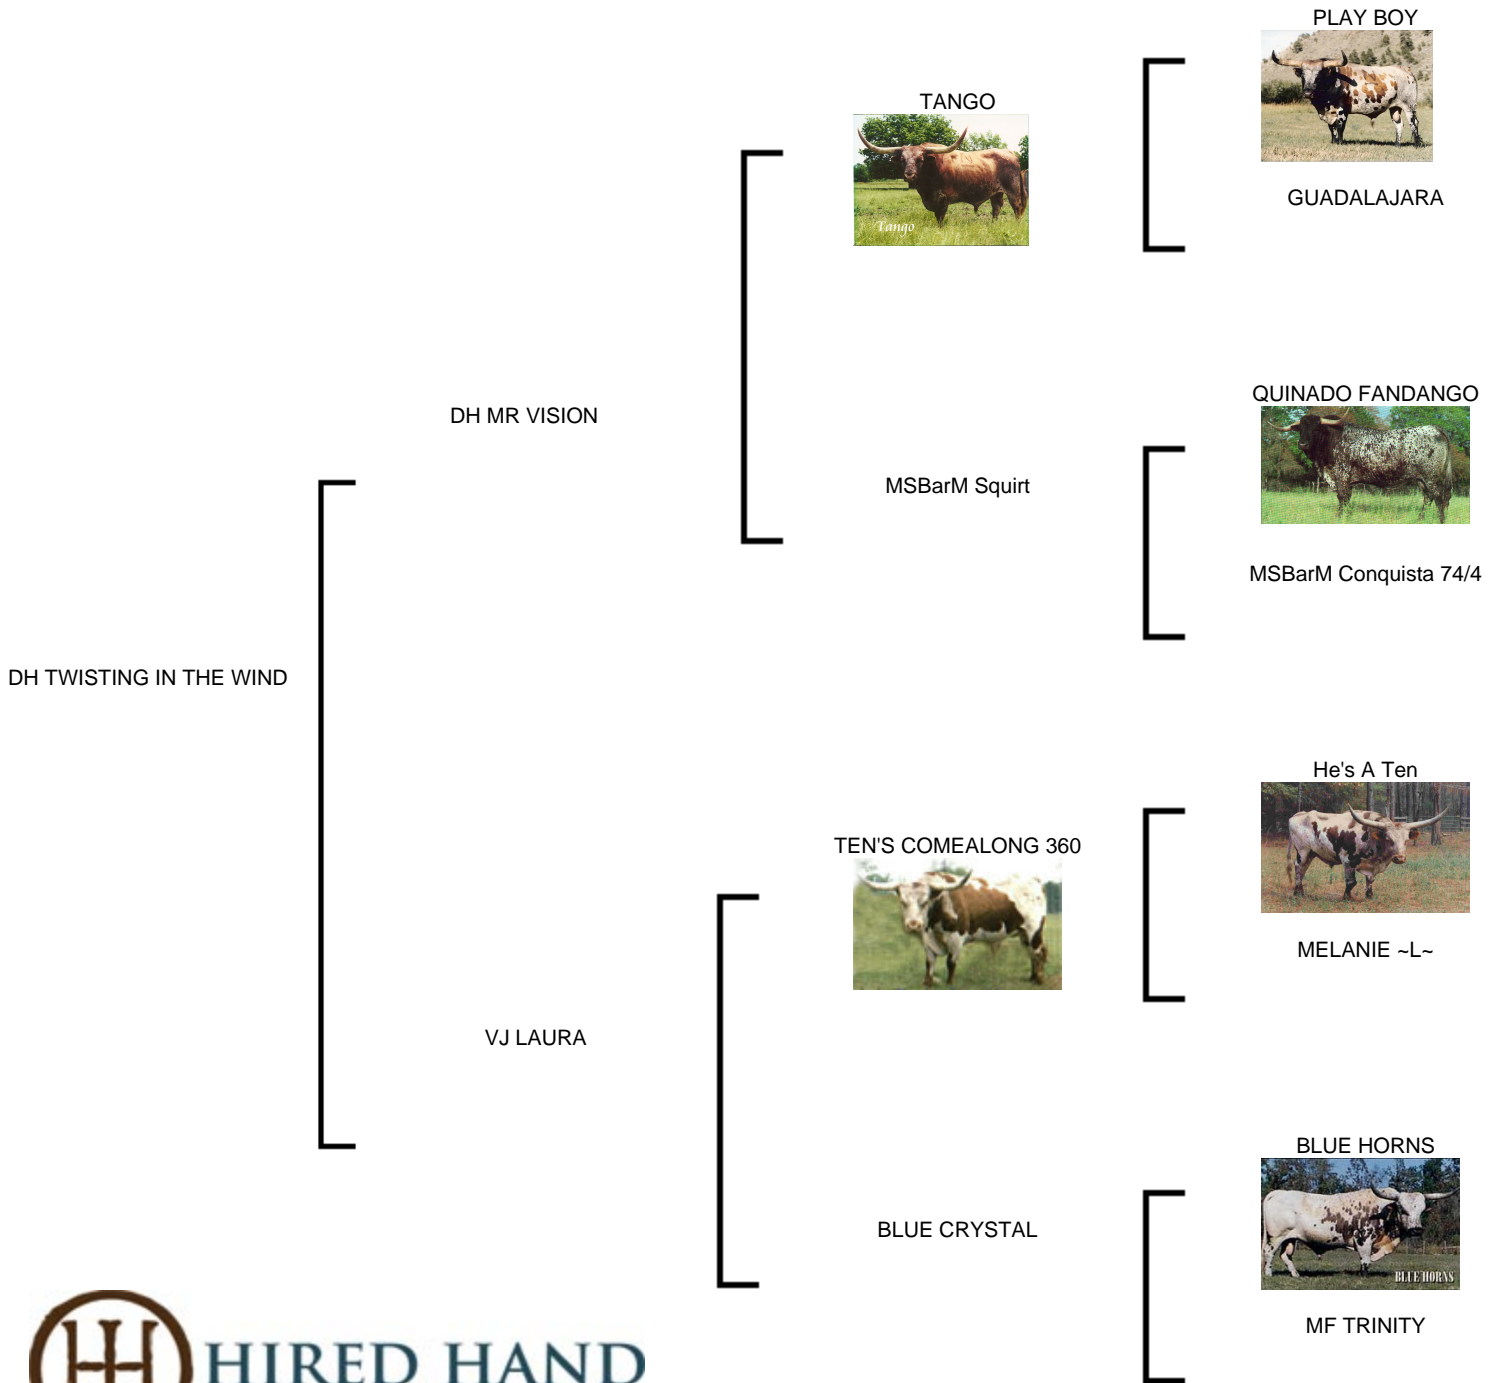 PLAY BOY
TANGO
Tango
GUADALAJARA
QUINADO FANDANGO
DH MR VISION
MSBarM Squirt
MSBarM Conquista 74/4
DH TWISTING IN THE WIND
He's A Ten
TEN'S COMEALONG 360
MELANIE ~L~
VJ LAURA
BLUE HORNS
BLUE CRYSTAL
BLUE HORNS
MF TRINITY
HIRED HAND